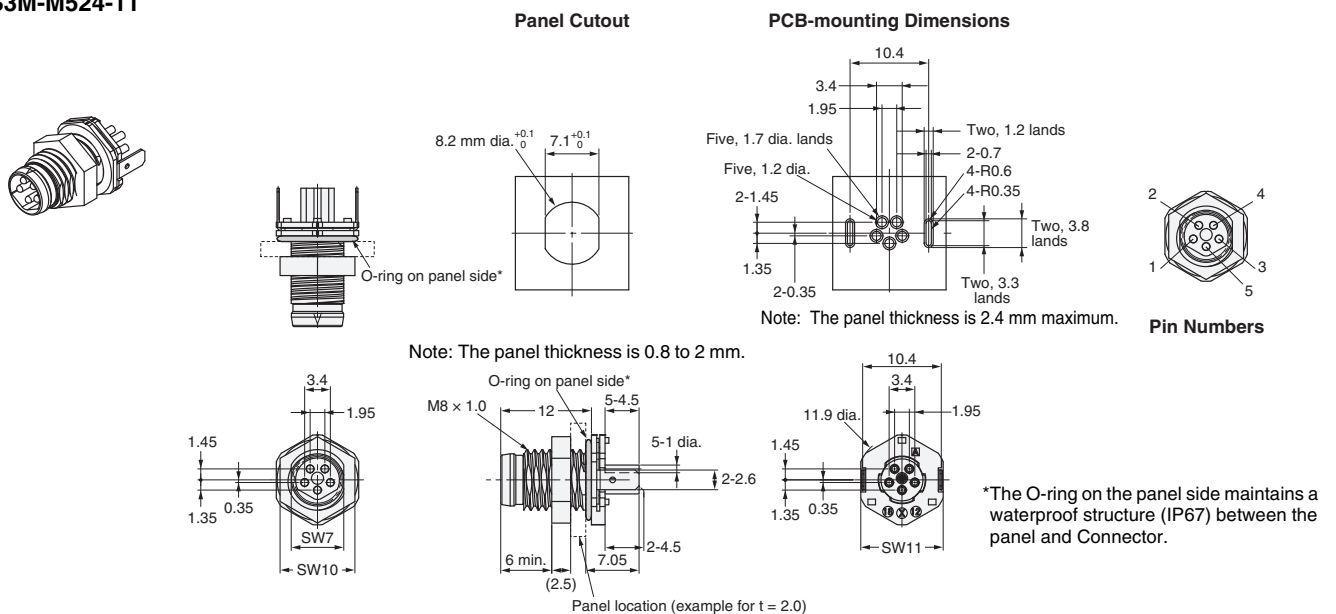 S3M-M524-11
Panel Cutout
PCB-mounting Dimensions
10.4
3.4
1.95
8.2 mm dia. +0.1 0
7.1 +0.1 0
Five, 1.7 dia. lands
Five, 1.2 dia.
2-1.45
1.35
2-0.35
Two, 1.2 lands
2-0.7
4-R0.6
4-R0.35
Two, 3.8
lands
Two, 3.3
lands
2
4
1
3
5
O-ring on panel side*
Note: The panel thickness is 2.4 mm maximum.
Pin Numbers
Note: The panel thickness is 0.8 to 2 mm.
3.4
1.95
1.45
1.35
0.35
SW7
SW10
O-ring on panel side*
M8 × 1.0
12
5-4.5
5-1 dia.
2-2.6
2-4.5
6 min.
7.05
(2.5)
Panel location (example for t = 2.0)
10.4
3.4
1.95
11.9 dia.
1.45
1.35
0.35
A
SW11
*The O-ring on the panel side maintains a
waterproof structure (IP67) between the
panel and Connector.